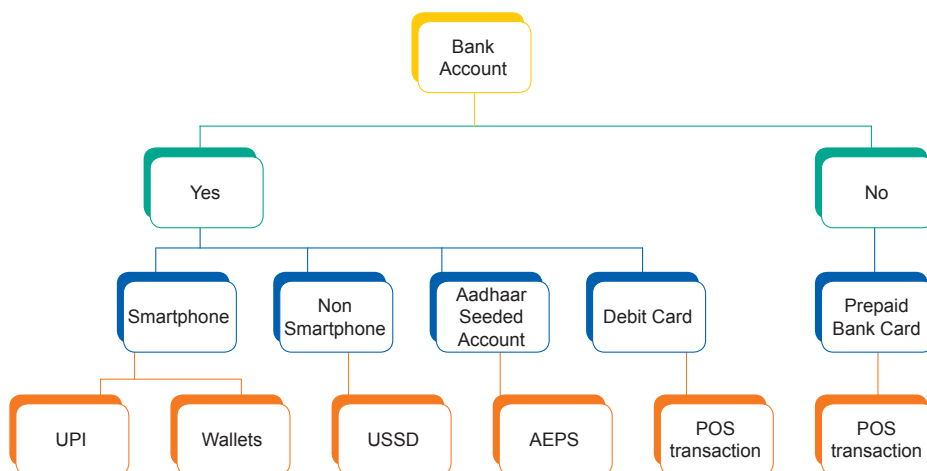 Bank
Account
Yes
No
Smartphone
Non
Smartphone
Aadhaar
Seeded
Account
Debit Card
Prepaid
Bank Card
UPI
Wallets
USSD
AEPS
POS
transaction
POS
transaction